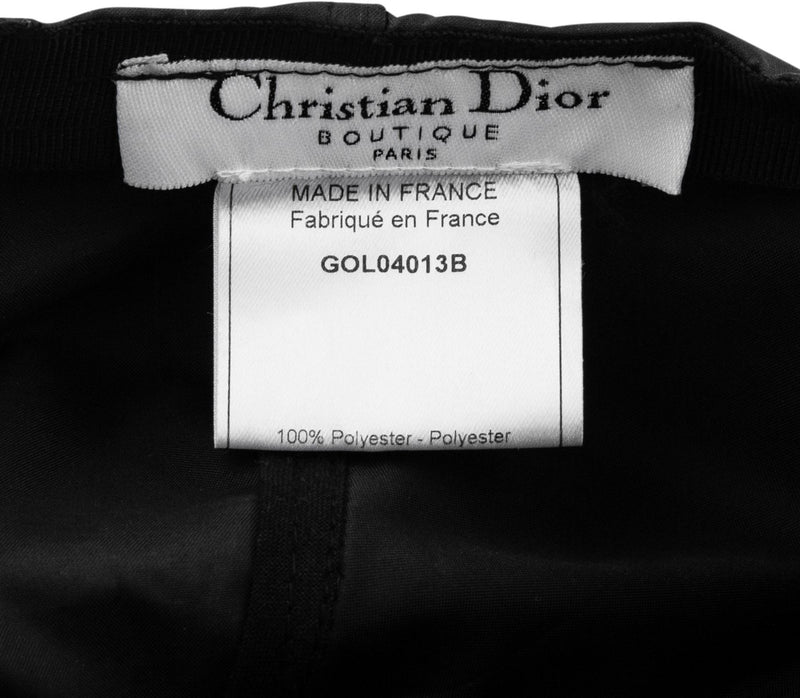 Christian Dior
BOUTIQUE
PARIS
MADE IN FRANCE
Fabriqué en France
GOL04013B
100% Polyester - Polyester